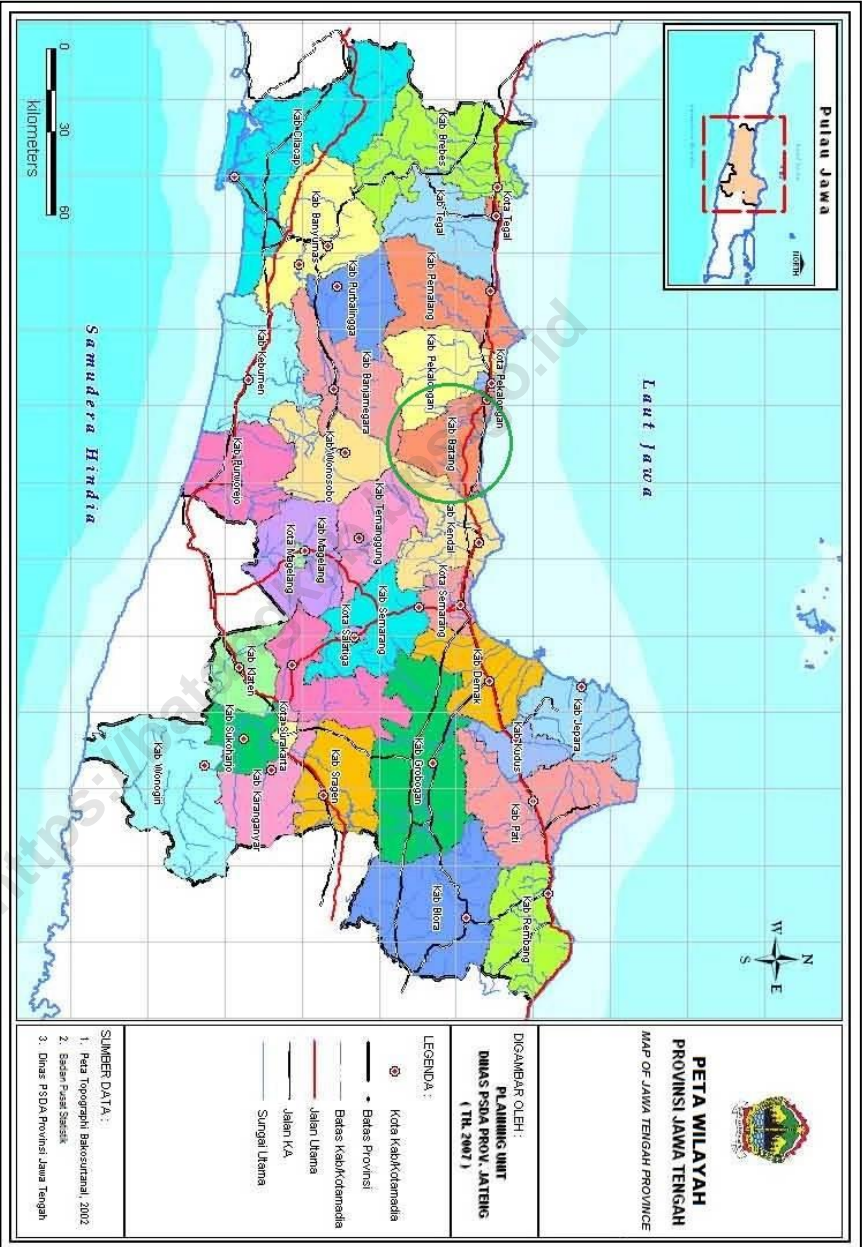 Pulau Jawa
NORTH
Laut Jawa
Samudera Hindia
0 30 60
kilometers
N
W E
S
Kab Brebes
Kota Tegal
Kab Tegal
Kab Pemalang
Kota Pekalongan
Kab Pekalongan
Kab Batang
Kab Kendal
Kota Semarang
Kab Demak
Kab Jepara
Kab Kudus
Kab Pati
Kab Rembang
Kab Blora
Kab Grobogan
Kab Cilacap
Kab Banyumas
Kab Purbalingga
Kab Banjarnegara
Kab Kebumen
Kab Wonosobo
Kab Purworejo
Kab Temanggung
Kab Magelang
Kota Magelang
Kab Semarang
Kota Salatiga
Kab Klaten
Kota Surakarta
Kab Sukoharjo
Kab Sragen
Kab Karanganyar
Kab Wonogiri
PETA WILAYAH
PROVINSI JAWA TENGAH
MAP OF JAWA TENGAH PROVINCE
DIGAMBAR OLEH :
PLANNING UNIT
DINAS PSDA PROV. JATENG
( TH. 2007 )
LEGENDA :
Kota Kab/Kotamadia
Batas Provinsi
Batas Kab/Kotamadia
Jalan Utama
Jalan KA
Sungai Utama
SUMBER DATA :
1. Peta Topographi Bakosurtanal, 2002
2. Badan Pusat Statistik
3. Dinas PSDA Provinsi Jawa Tengah